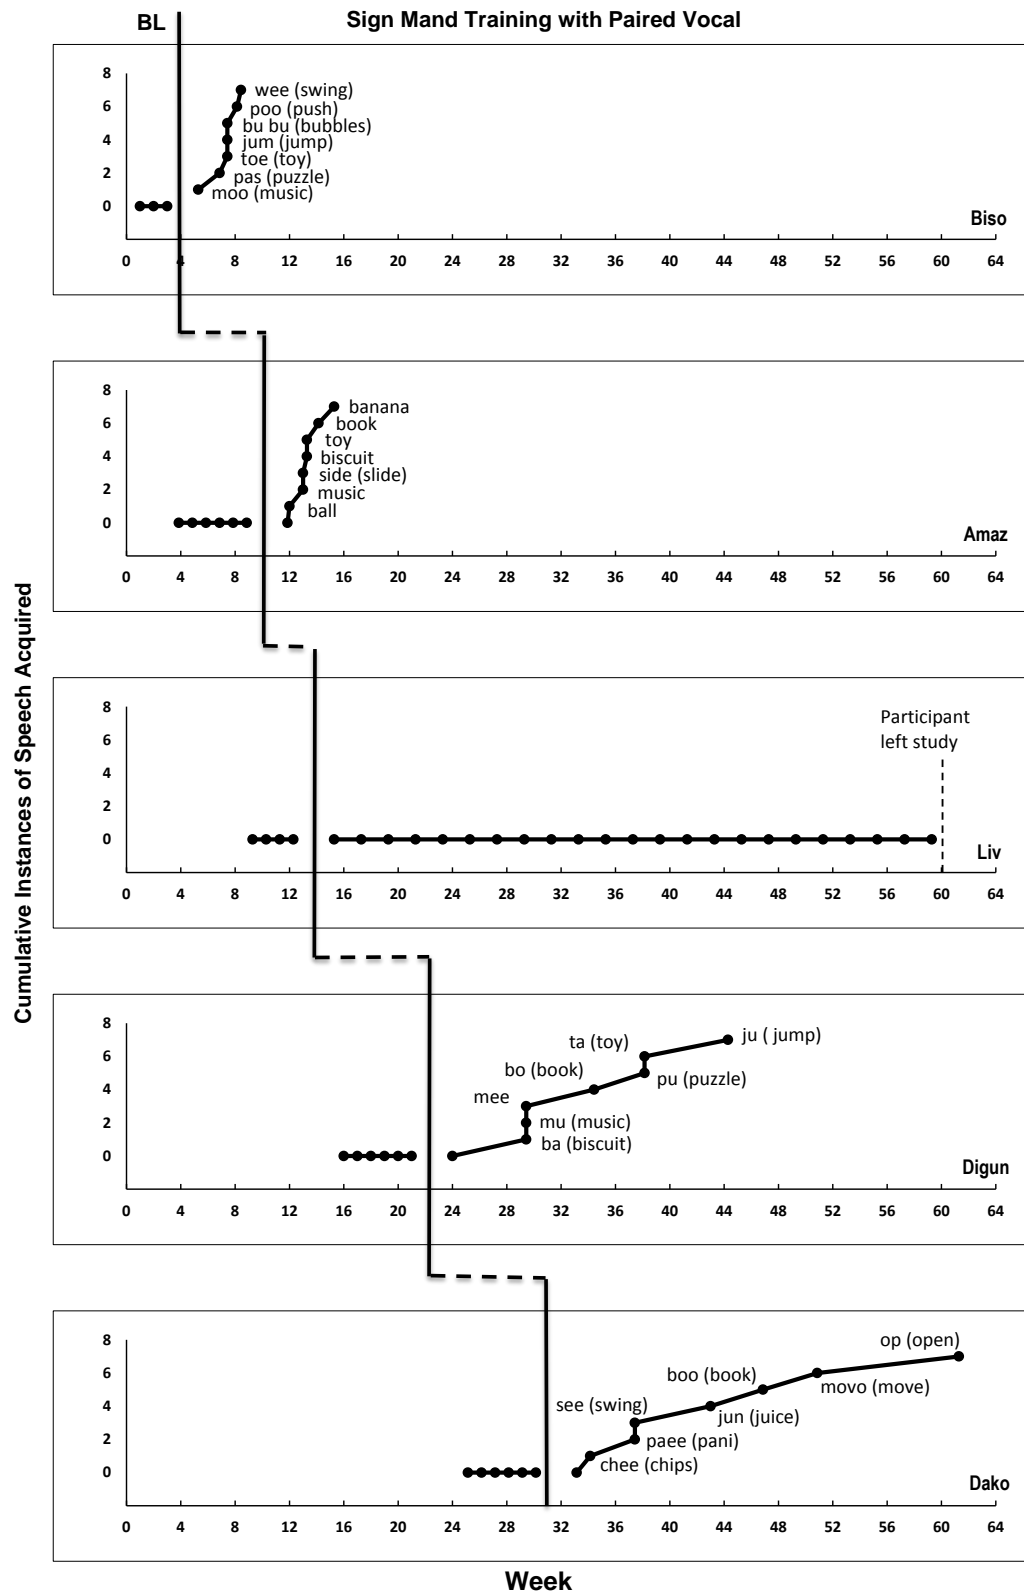 BL
Sign Mand Training with Paired Vocal
Cumulative Instances of Speech Acquired
8
6
4
2
0
wee (swing)
poo (push)
bu bu (bubbles)
jum (jump)
toe (toy)
pas (puzzle)
moo (music)
Biso
0 4 8 12 16 20 24 28 32 36 40 44 48 52 56 60 64
8
6
4
2
0
banana
book
toy
biscuit
side (slide)
music
ball
Amaz
0 4 8 12 16 20 24 28 32 36 40 44 48 52 56 60 64
8
6
4
2
0
Participant
left study
Liv
0 4 8 12 16 20 24 28 32 36 40 44 48 52 56 60 64
8
6
4
2
0
ju ( jump)
ta (toy)
bo (book)
pu (puzzle)
mee
mu (music)
ba (biscuit)
Digun
0 4 8 12 16 20 24 28 32 36 40 44 48 52 56 60 64
8
6
4
2
0
op (open)
boo (book)
movo (move)
see (swing)
jun (juice)
paee (pani)
chee (chips)
Dako
0 4 8 12 16 20 24 28 32 36 40 44 48 52 56 60 64
Week